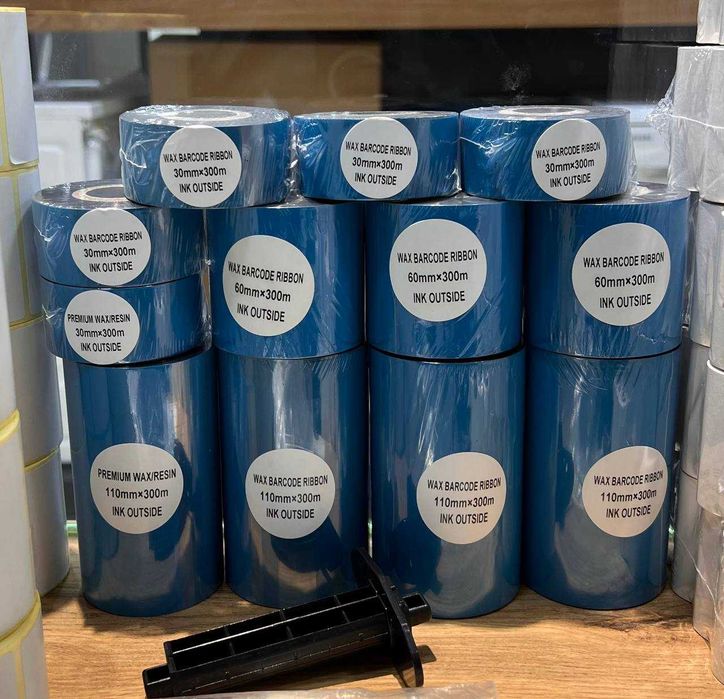 WAX BARCODE RIBBON
30mm×300m
INK OUTSIDE
WAX BARCODE RIBBON
30mm×300m
INK OUTSIDE
WAX BARCODE RIBBON
30mm×300m
INK OUTSIDE
WAX BARCODE RIBBON
30mm×300m
INK OUTSIDE
PREMIUM WAX/RESIN
30mm×300m
INK OUTSIDE
WAX BARCODE RIBBON
60mm×300m
INK OUTSIDE
WAX BARCODE RIBBON
60mm×300m
INK OUTSIDE
WAX BARCODE RIBBON
60mm×300m
INK OUTSIDE
PREMIUM WAX/RESIN
110mm×300m
INK OUTSIDE
WAX BARCODE RIBBON
110mm×300m
INK OUTSIDE
WAX BARCODE RIBBON
110mm×300m
INK OUTSIDE
WAX BARCODE RIBBON
110mm×300m
INK OUTSIDE